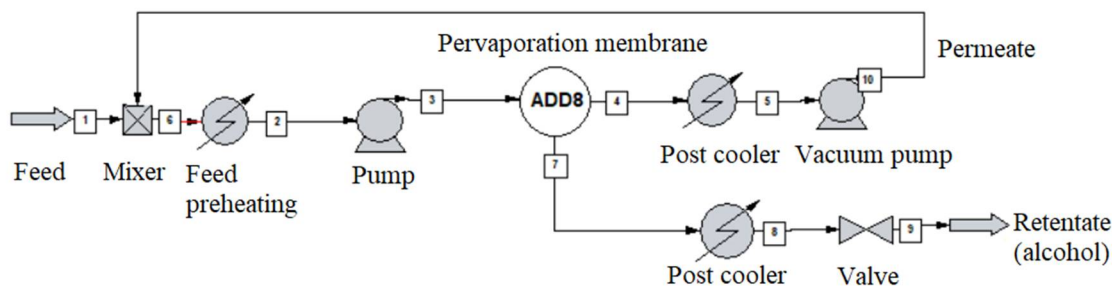 Pervaporation membrane
Permeate
10
1
6
2
3
ADD8
4
5
Feed
Mixer
Feed
preheating
Pump
7
Post cooler
Vacuum pump
8
9
Retentate
(alcohol)
Post cooler
Valve